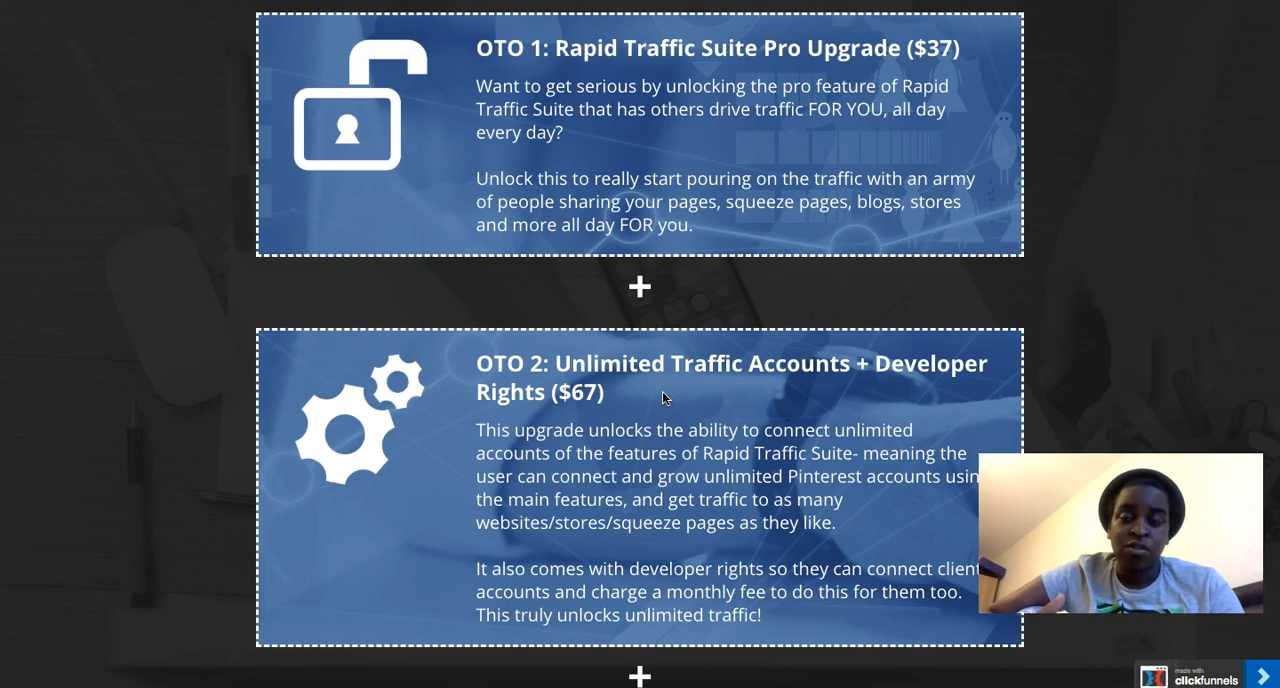 OTO 1: Rapid Traffic Suite Pro Upgrade ($37)
Want to get serious by unlocking the pro feature of Rapid
Traffic Suite that has others drive traffic FOR YOU, all day
every day?
Unlock this to really start pouring on the traffic with an army
of people sharing your pages, squeeze pages, blogs, stores
and more all day FOR you.
+
OTO 2: Unlimited Traffic Accounts + Developer
Rights ($67)
This upgrade unlocks the ability to connect unlimited
accounts of the features of Rapid Traffic Suite- meaning the
user can connect and grow unlimited Pinterest accounts usin
the main features, and get traffic to as many
websites/stores/squeeze pages as they like.
It also comes with developer rights so they can connect client
accounts and charge a monthly fee to do this for them too.
This truly unlocks unlimited traffic!
+
made with
clickfunnels